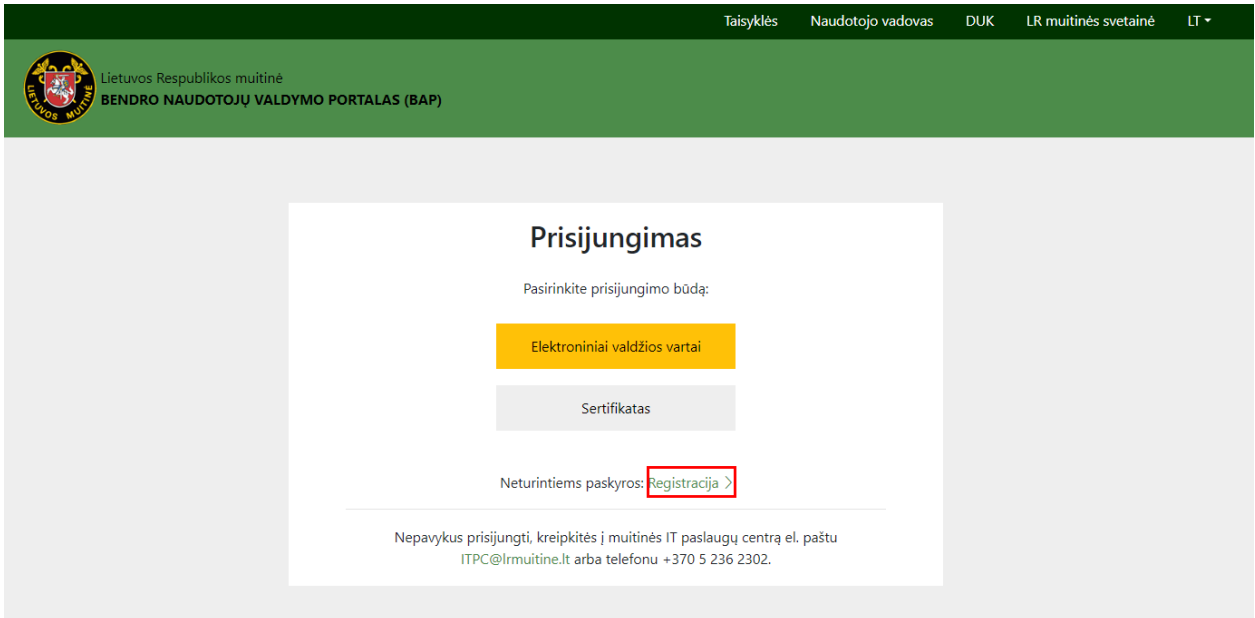 Taisyklės Naudotojo vadovas DUK LR muitinės svetainė LT
LIETUVOS MUITINĖ
Lietuvos Respublikos muitinė
BENDRO NAUDOTOJŲ VALDYMO PORTALAS (BAP)
Prisijungimas
Pasirinkite prisijungimo būdą:
Elektroniniai valdžios vartai
Sertifikatas
Neturintiems paskyros: Registracija >
Nepavykus prisijungti, kreipkitės į muitinės IT paslaugų centrą el. paštu
ITPC@lrmuitine.lt arba telefonu +370 5 236 2302.